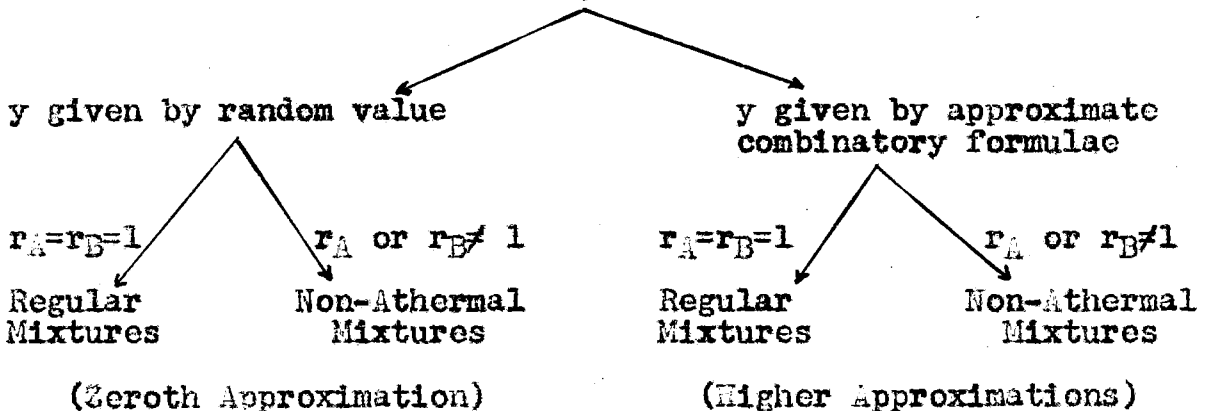 y given by random value
y given by approximate
combinatory formulae
r_A=r_B=1
r_A or r_B≠ 1
r_A=r_B=1
r_A or r_B≠1
Regular
Mixtures
Non-Athermal
Mixtures
Regular
Mixtures
Non-Athermal
Mixtures
(Zeroth Approximation)
(Higher Approximations)